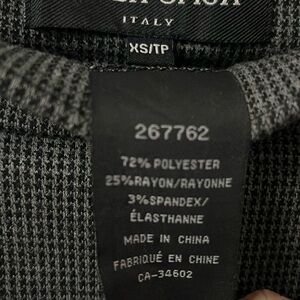 ITALY
XS/TP
267762
72% POLYESTER
25%RAYON/RAYONNE
3%SPANDEX/
ÉLASTHANNE
MADE IN CHINA
FABRIQUÉ EN CHINE
CA-34602